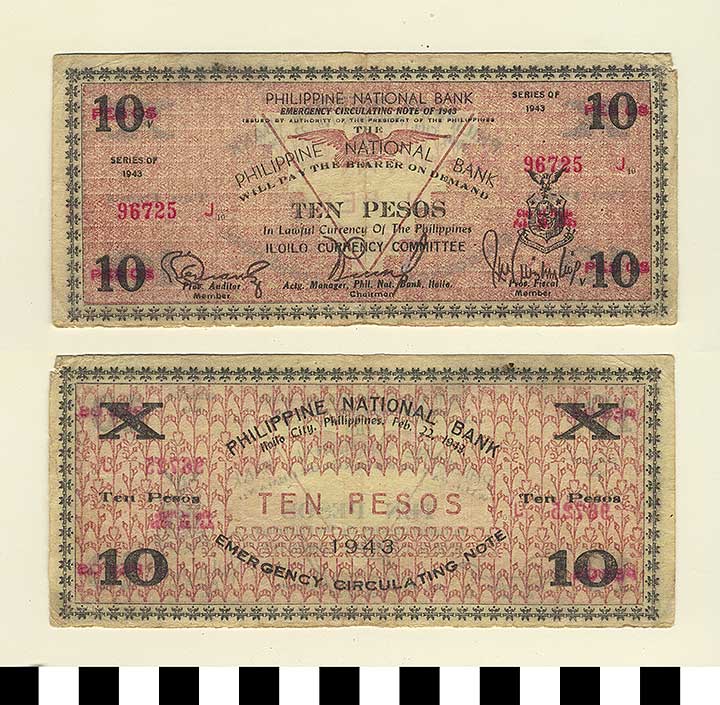 PHILIPPINE NATIONAL BANK
EMERGENCY CIRCULATING NOTE OF 1943
ISSUED BY AUTHORITY OF THE PRESIDENT OF THE PHILIPPINES
10 10
SERIES OF
1943
THE
PHILIPPINE NATIONAL BANK
WILL PAY THE BEARER ON DEMAND
SERIES OF
1943
96725 J10
96725 J10
TEN PESOS
In Lawful Currency Of The Philippines
ILOILO CURRENCY COMMITTEE
10 10
Prov. Auditor
Member
Actg. Manager, Phil. Nat. Bank, Iloilo.
Chairman
Prov. Fiscal
Member
X X
PHILIPPINE NATIONAL BANK
Iloilo City, Philippines, Feb. 22, 1943.
Ten Pesos TEN PESOS Ten Pesos
1943
EMERGENCY CIRCULATING NOTE
10 10